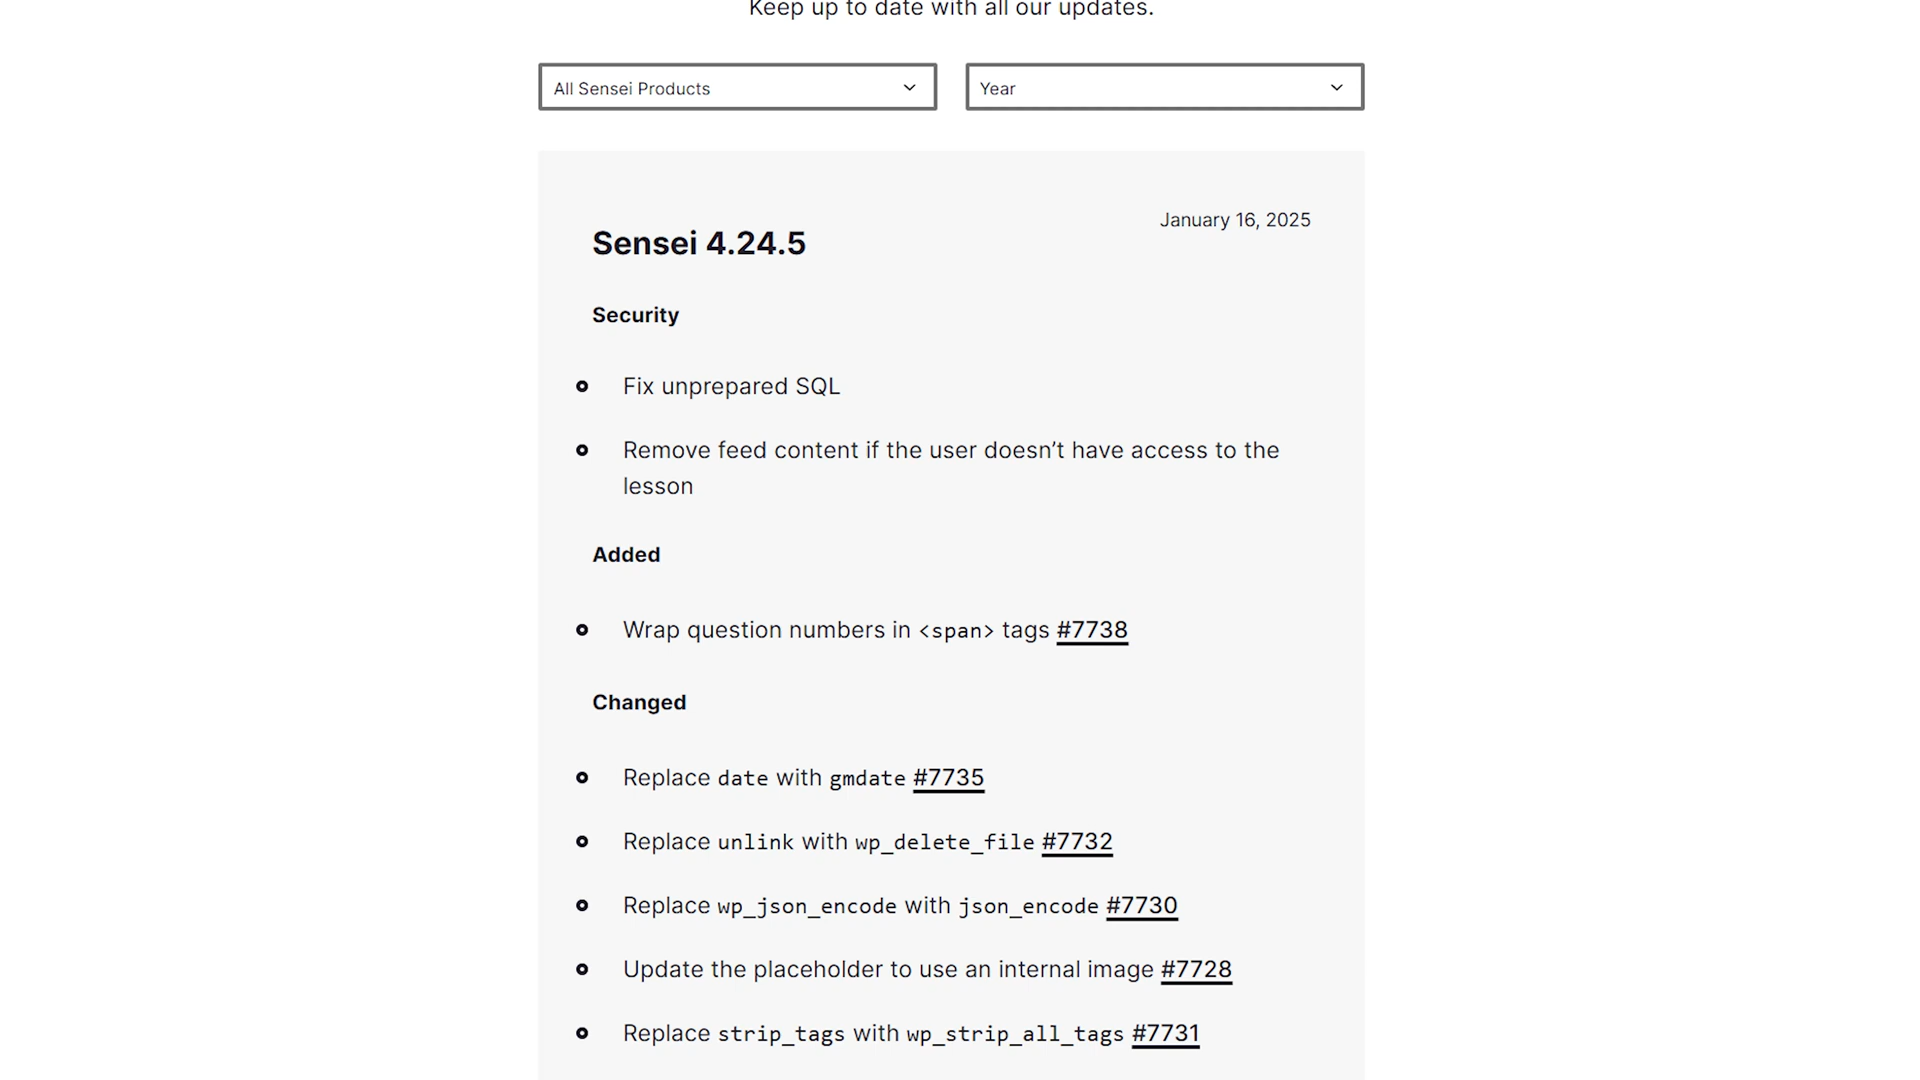 Keep up to date with all our updates.
All Sensei Products
Year
January 16, 2025
Sensei 4.24.5
Security
Fix unprepared SQL
Remove feed content if the user doesn’t have access to the
lesson
Added
Wrap question numbers in <span> tags #7738
Changed
Replace date with gmdate #7735
Replace unlink with wp_delete_file #7732
Replace wp_json_encode with json_encode #7730
Update the placeholder to use an internal image #7728
Replace strip_tags with wp_strip_all_tags #7731